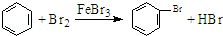 + Br2 FeBr3 Br + HBr